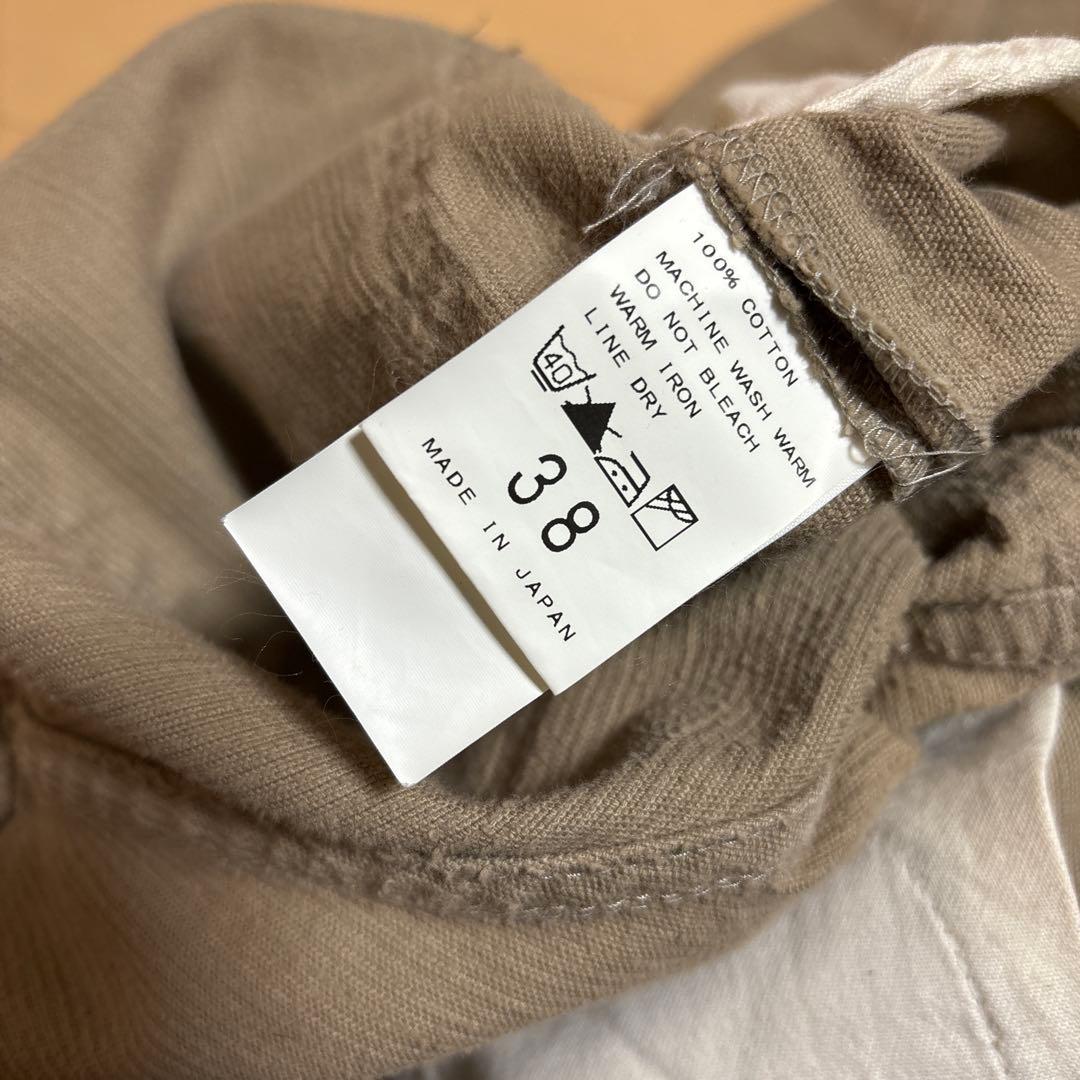 100% COTTON
MACHINE WASH WARM
DO NOT BLEACH
WARM IRON
LINE DRY
40
38
MADE IN JAPAN